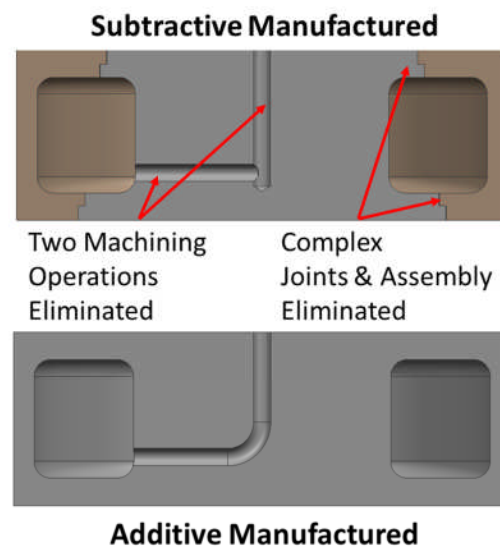 Subtractive Manufactured
Two Machining
Operations
Eliminated
Complex
Joints & Assembly
Eliminated
Additive Manufactured